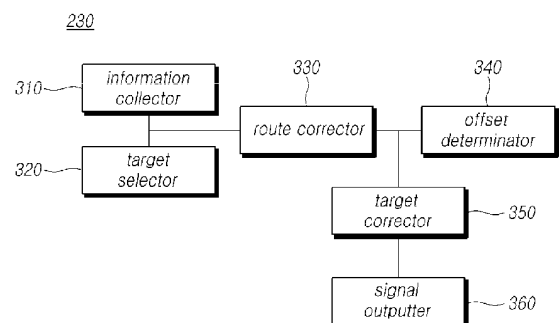 230
310
information
collector
320
target
selector
330
route corrector
340
offset
determinator
target
corrector
350
signal
outputter
360